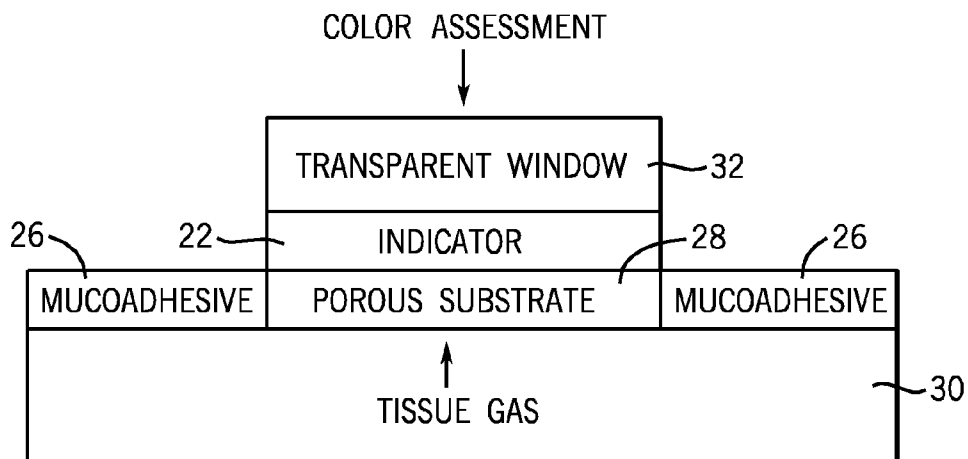 COLOR ASSESSMENT
TRANSPARENT WINDOW
32
26
22
INDICATOR
28
26
MUCOADHESIVE
POROUS SUBSTRATE
MUCOADHESIVE
30
TISSUE GAS